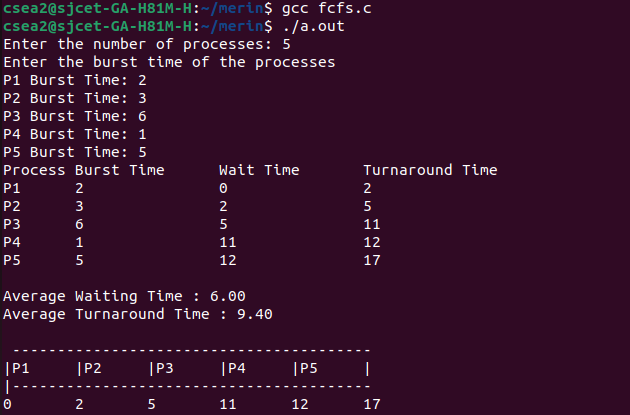 csea2@sjcet-GA-H81M-H:~/merin$ gcc fcfs.c
csea2@sjcet-GA-H81M-H:~/merin$ ./a.out
Enter the number of processes: 5
Enter the burst time of the processes
P1 Burst Time: 2
P2 Burst Time: 3
P3 Burst Time: 6
P4 Burst Time: 1
P5 Burst Time: 5
Process Burst Time      Wait Time       Turnaround Time
P1      2               0               2
P2      3               2               5
P3      6               5               11
P4      1               11              12
P5      5               12              17
Average Waiting Time : 6.00
Average Turnaround Time : 9.40
 ----------------------------------------
|P1     |P2     |P3     |P4     |P5     |
|----------------------------------------
0       2       5       11      12      17